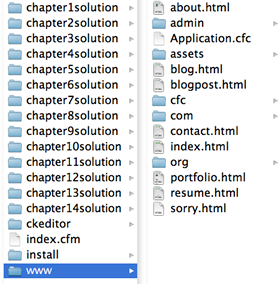 chapter1solution
chapter2solution
chapter3solution
chapter4solution
chapter5solution
chapter6solution
chapter7solution
chapter8solution
chapter9solution
chapter10solution
chapter11solution
chapter12solution
chapter13solution
chapter14solution
ckeditor
index.cfm
install
www
about.html
admin
Application.cfc
assets
blog.html
blogpost.html
cfc
com
contact.html
index.html
org
portfolio.html
resume.html
sorry.html